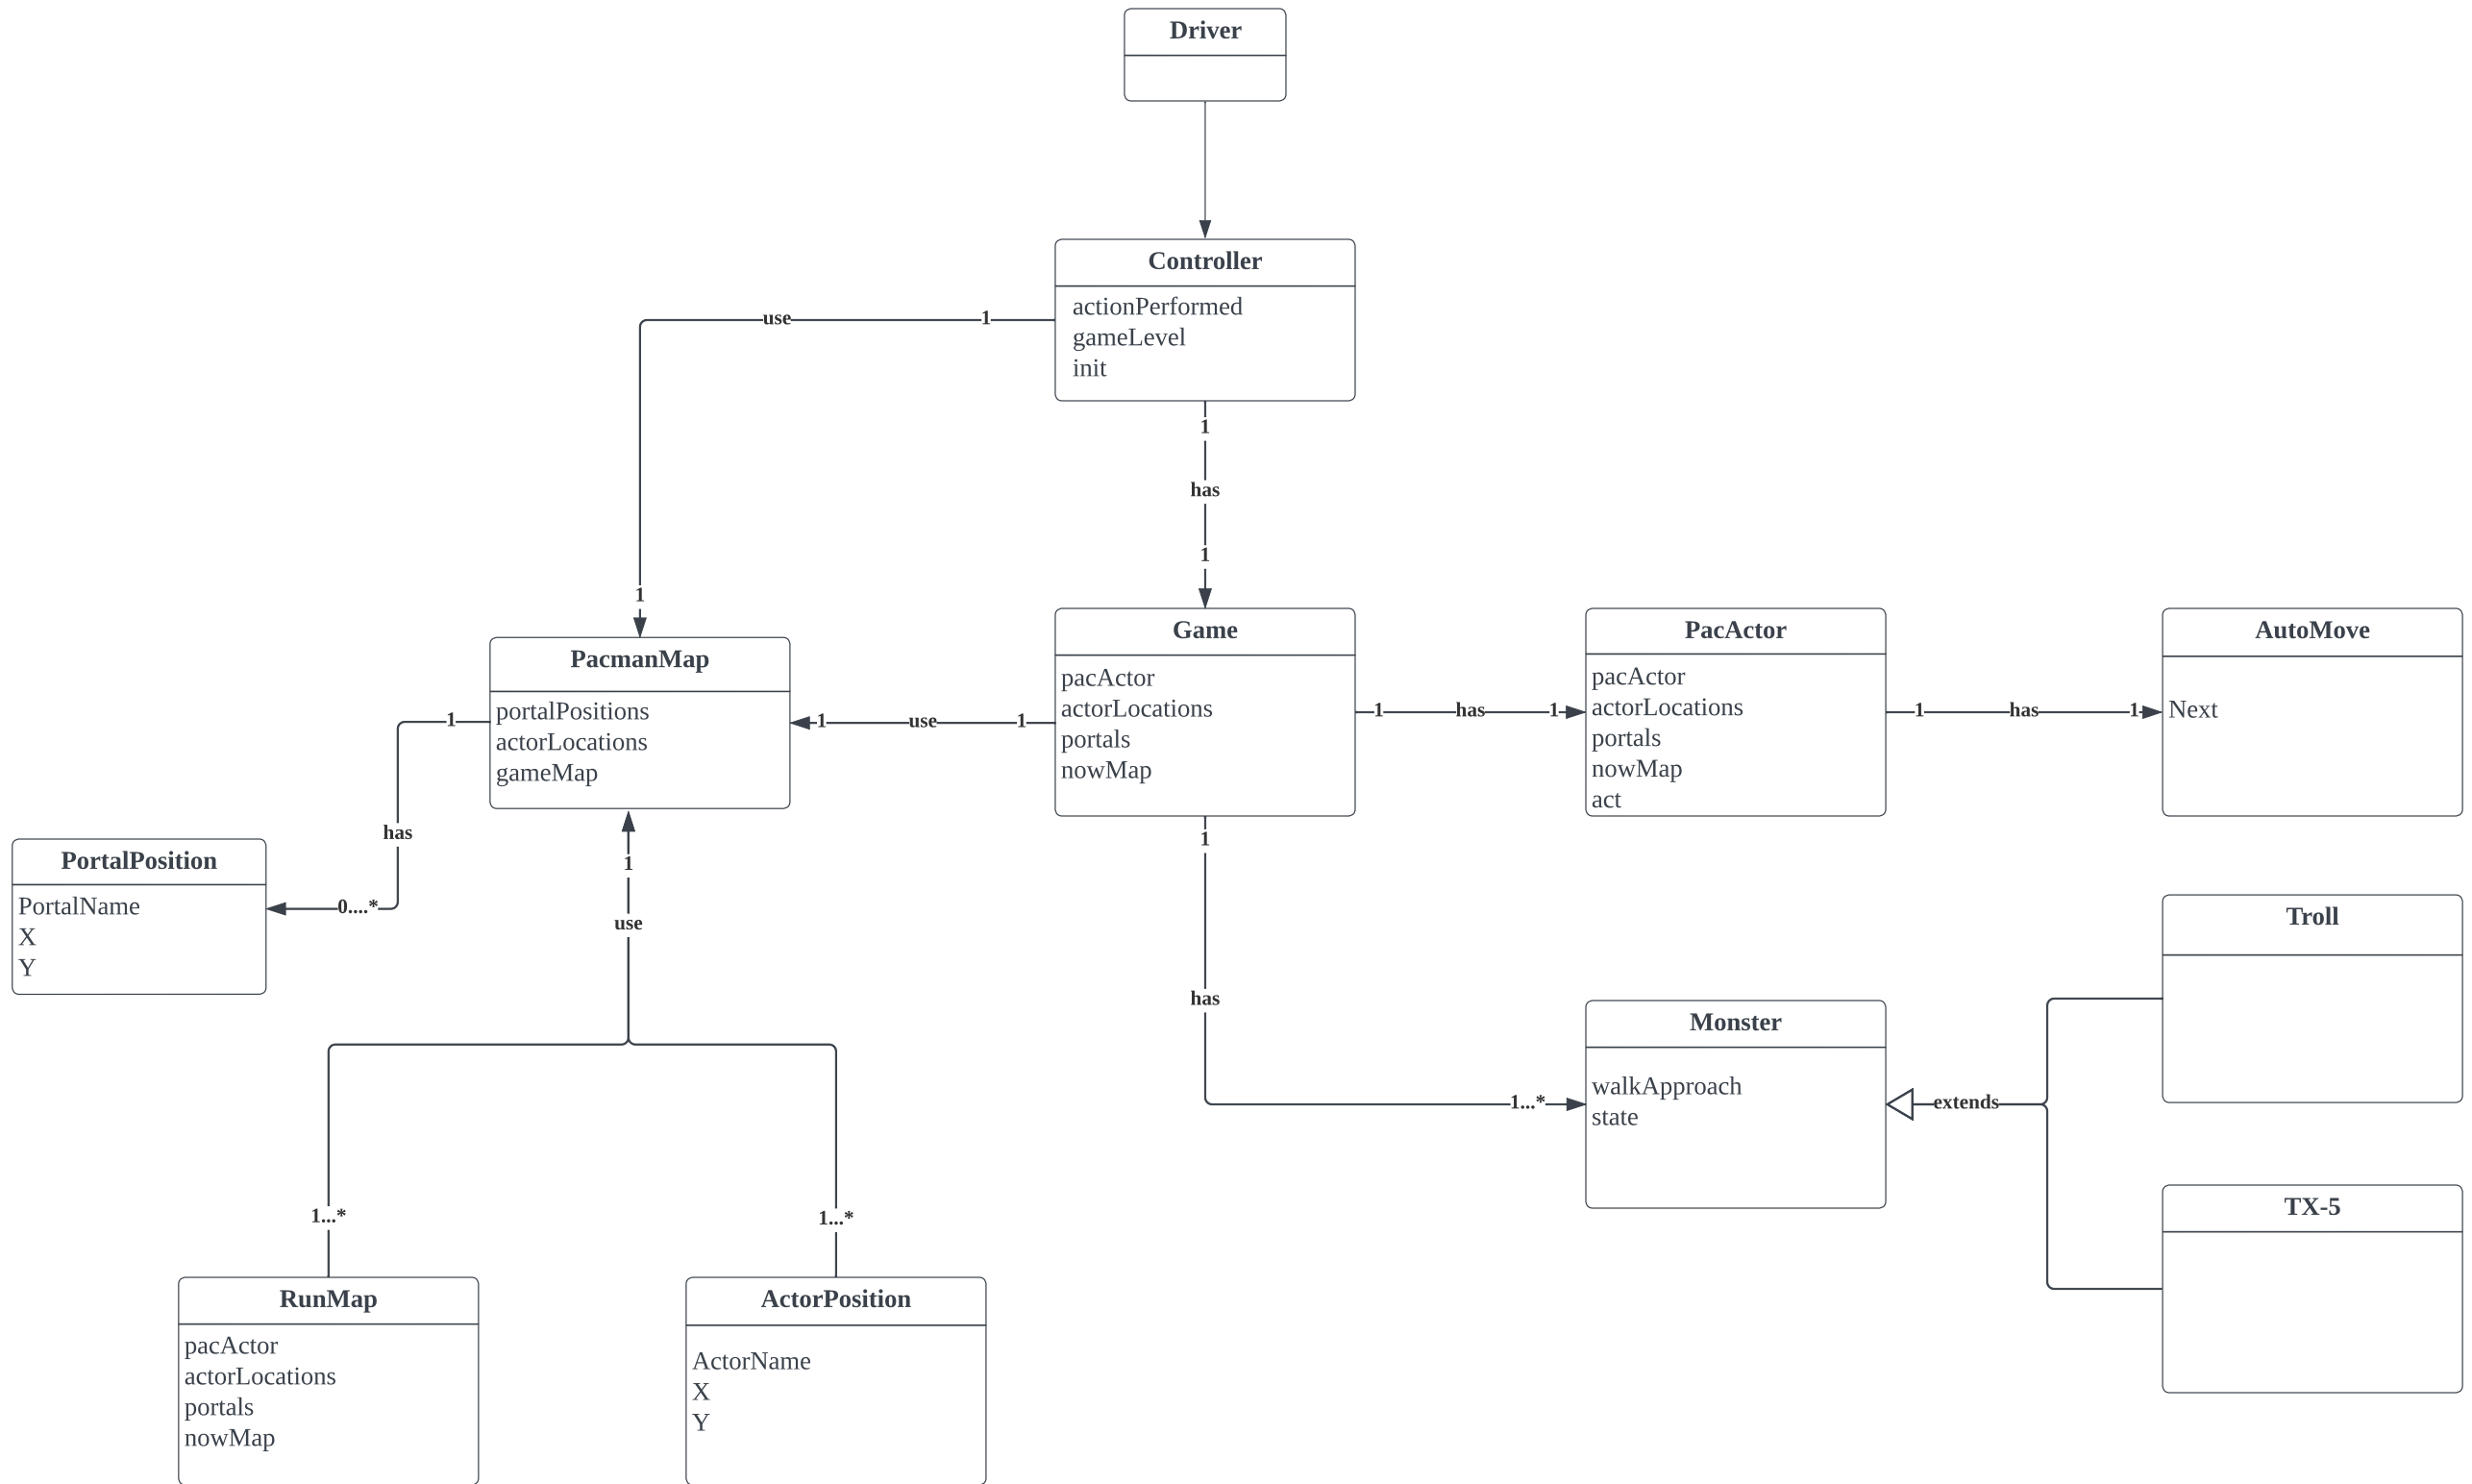 Driver
Controller
actionPerformed
gameLevel
init
use
1
1
has
1
1
PacmanMap
portalPositions
actorLocations
gameMap
1
use
1
Game
pacActor
actorLocations
portals
nowMap
1
has
1
PacActor
pacActor
actorLocations
portals
nowMap
act
1
has
1
AutoMove
Next
1
has
0....*
PortalPosition
PortalName
X
Y
1
use
1...*
1...*
1
has
1...*
Monster
walkApproach
state
extends
Troll
TX-5
RunMap
pacActor
actorLocations
portals
nowMap
ActorPosition
ActorName
X
Y